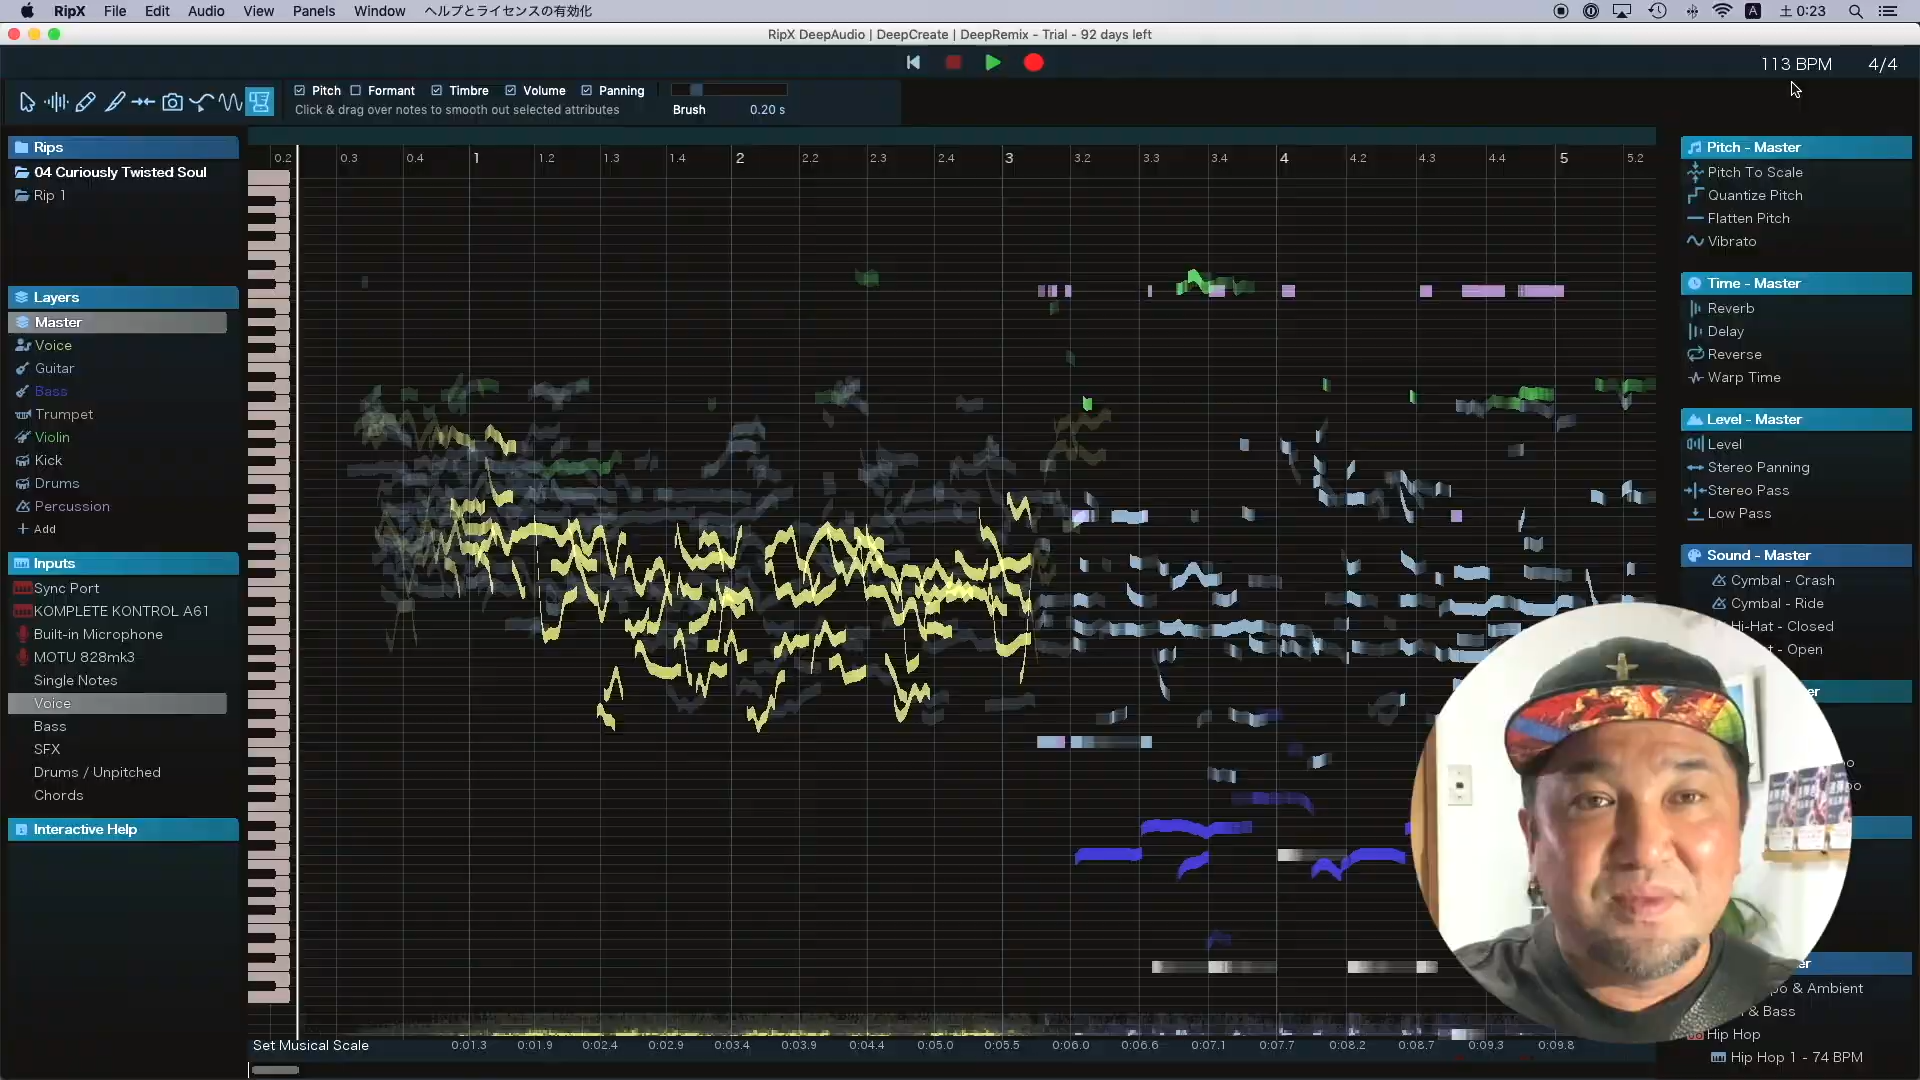 RipX File Edit Audio View Panels Window ヘルプとライセンスの有効化
A 土 0:23
RipX DeepAudio | DeepCreate | DeepRemix - Trial - 92 days left
113 BPM 4/4
Pitch Formant Timbre Volume Panning
Click & drag over notes to smooth out selected attributes
Brush 0.20 s
Rips
04 Curiously Twisted Soul
Rip 1
Layers
Master
Voice
Guitar
Bass
Trumpet
Violin
Kick
Drums
Percussion
Add
Inputs
Sync Port
KOMPLETE KONTROL A61
Built-in Microphone
MOTU 828mk3
Single Notes
Voice
Bass
SFX
Drums / Unpitched
Chords
Interactive Help
0.2 0.3 0.4 1 1.2 1.3 1.4 2 2.2 2.3 2.4 3 3.2 3.3 3.4 4 4.2 4.3 4.4 5 5.2
Set Musical Scale
0:01.3 0:01.9 0:02.4 0:02.9 0:03.4 0:03.9 0:04.4 0:05.0 0:05.5 0:06.0 0:06.6 0:07.1 0:07.7 0:08.2 0:08.7 0:09.3 0:09.8
Pitch - Master
Pitch To Scale
Quantize Pitch
Flatten Pitch
Vibrato
Time - Master
Reverb
Delay
Reverse
Warp Time
Level - Master
Level
Stereo Panning
Stereo Pass
Low Pass
Sound - Master
Cymbal - Crash
Cymbal - Ride
Hi-Hat - Closed
- Open
& Ambient
& Bass
Hip Hop
Hip Hop 1 - 74 BPM